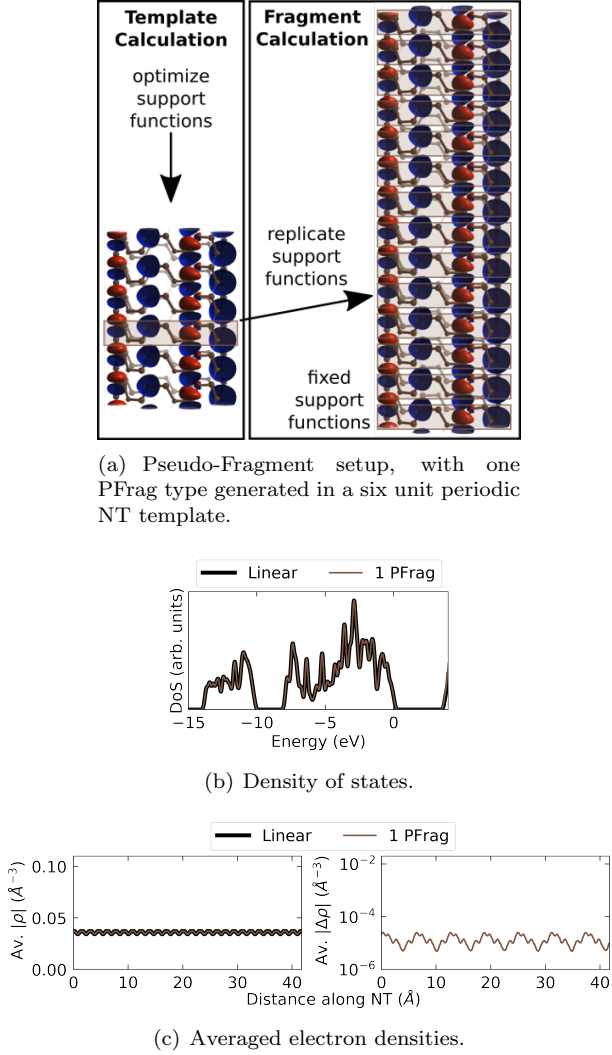 Template
Calculation
optimize
support
functions
Fragment
Calculation
replicate
support
functions
fixed
support
functions
(a) Pseudo-Fragment setup, with one
PFrag type generated in a six unit periodic
NT template.
Linear 1 PFrag
DoS (arb. units)
−15 −10 −5 0
Energy (eV)
(b) Density of states.
Linear 1 PFrag
Av. |ρ| (Å⁻³)
0.10
0.05
0.00
0 10 20 30 40
Av. |Δρ| (Å⁻³)
10⁻²
10⁻⁴
10⁻⁶
0 10 20 30 40
Distance along NT (Å)
(c) Averaged electron densities.